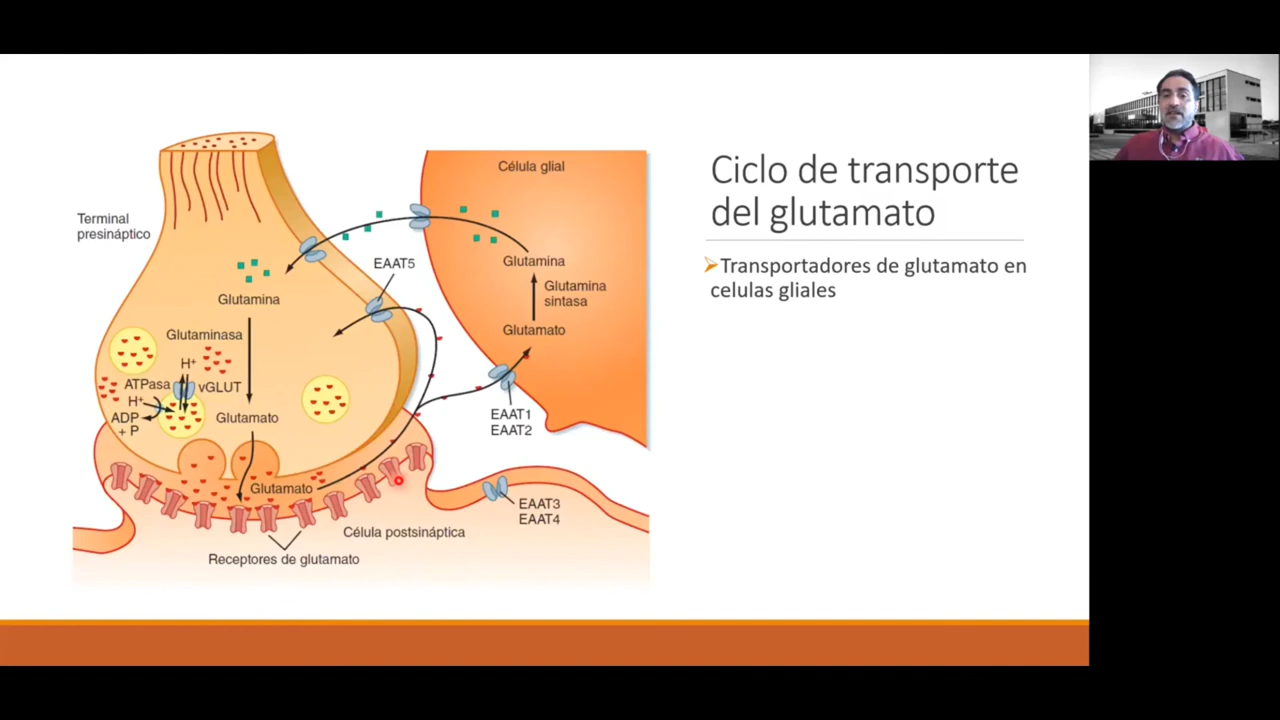 Ciclo de transporte
del glutamato
Transportadores de glutamato en
celulas gliales
Terminal
presináptico
Célula glial
Glutamina
Glutamina
sintasa
Glutamato
EAAT5
Glutamina
Glutaminasa
H⁺
ATPasa
vGLUT
H⁺
ADP
+ P
Glutamato
EAAT1
EAAT2
Glutamato
EAAT3
EAAT4
Célula postsináptica
Receptores de glutamato